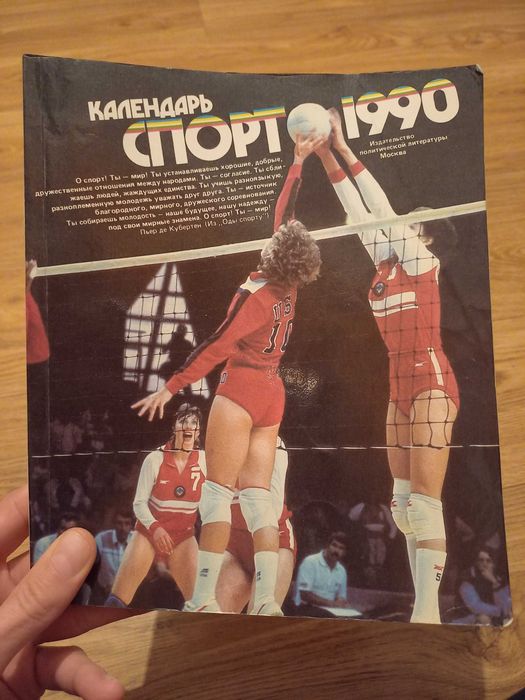 КАЛЕНДАРЬ
СПОРТ 1990
Издательство
политической литературы
Москва
О спорт! Ты — мир! Ты устанавливаешь хорошие, добрые,
дружественные отношения между народами. Ты — согласие. Ты сбли-
жаешь людей, жаждущих единства. Ты учишь разноязыкую,
разноплеменную молодежь уважать друг друга. Ты — источник
благородного, мирного, дружеского соревнования.
Ты собираешь молодость — наше будущее, нашу надежду —
под свои мирные знамена. О спорт! Ты — мир!
Пьер де Кубертен (Из „Оды спорту")
US
10
7
5